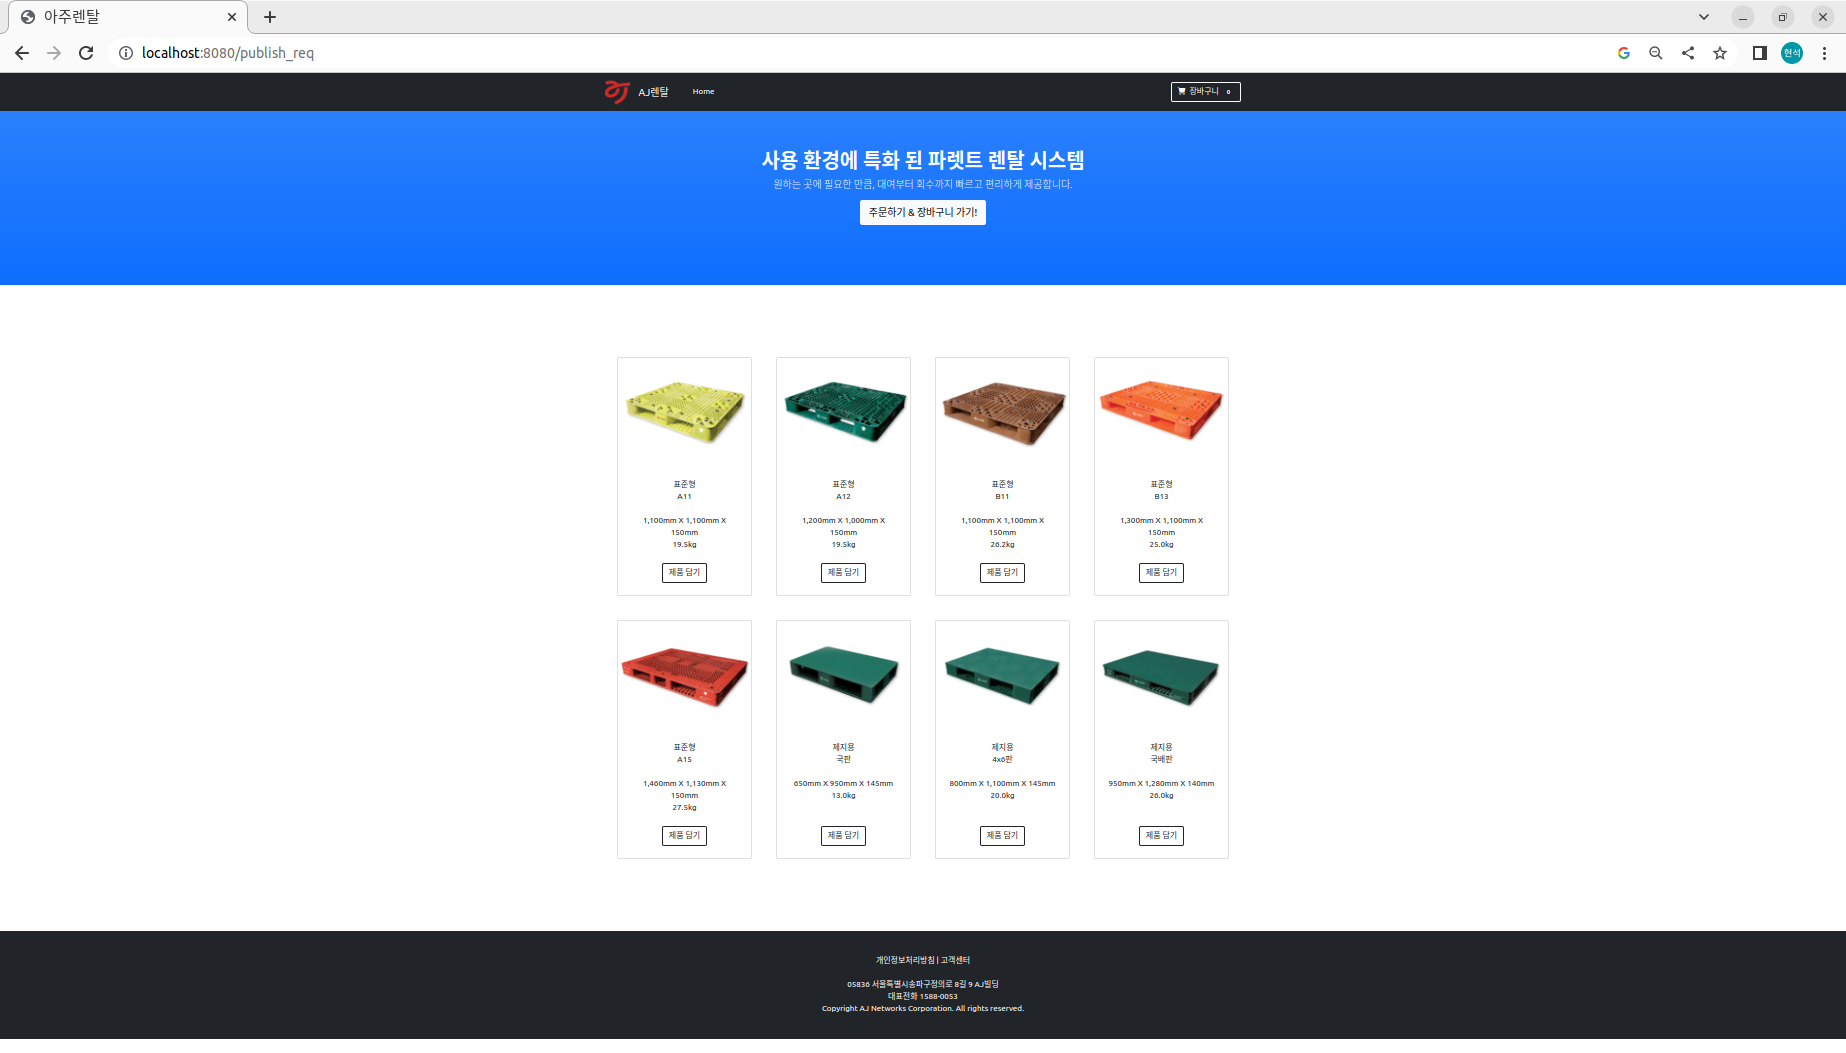 아주렌탈
localhost:8080/publish_req
현석
AJ렌탈 Home 장바구니 0
사용 환경에 특화 된 파렛트 렌탈 시스템
원하는 곳에 필요한 만큼, 대여부터 회수까지 빠르고 편리하게 제공합니다.
주문하기 & 장바구니 가기!
표준형
A11
1,100mm X 1,100mm X
150mm
19.5kg
제품 담기
표준형
A12
1,200mm X 1,000mm X
150mm
19.5kg
제품 담기
표준형
B11
1,100mm X 1,100mm X
150mm
26.2kg
제품 담기
표준형
B13
1,300mm X 1,100mm X
150mm
25.0kg
제품 담기
표준형
A15
1,460mm X 1,130mm X
150mm
27.5kg
제품 담기
제지용
국판
650mm X 950mm X 145mm
13.0kg
제품 담기
제지용
4x6판
800mm X 1,100mm X 145mm
20.0kg
제품 담기
제지용
국배판
950mm X 1,280mm X 140mm
26.0kg
제품 담기
개인정보처리방침 | 고객센터
05836 서울특별시송파구정의로 8길 9 AJ빌딩
대표전화 1588-0053
Copyright AJ Networks Corporation. All rights reserved.